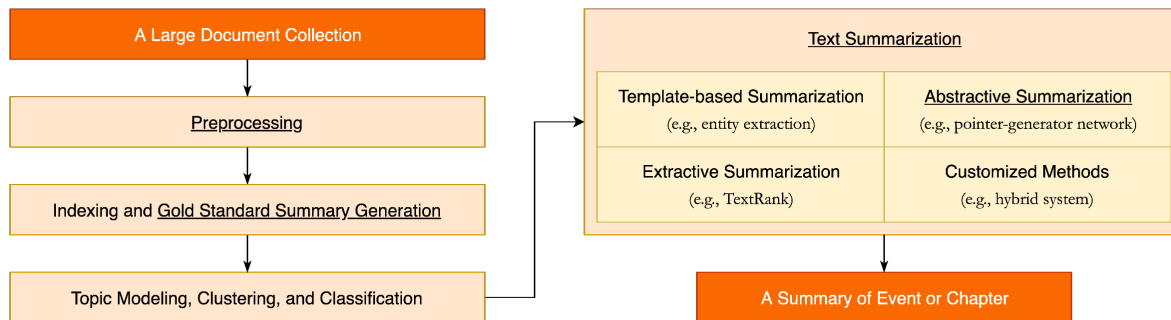 A Large Document Collection
Preprocessing
Indexing and Gold Standard Summary Generation
Topic Modeling, Clustering, and Classification
Text Summarization
Template-based Summarization
(e.g., entity extraction)
Abstractive Summarization
(e.g., pointer-generator network)
Extractive Summarization
(e.g., TextRank)
Customized Methods
(e.g., hybrid system)
A Summary of Event or Chapter